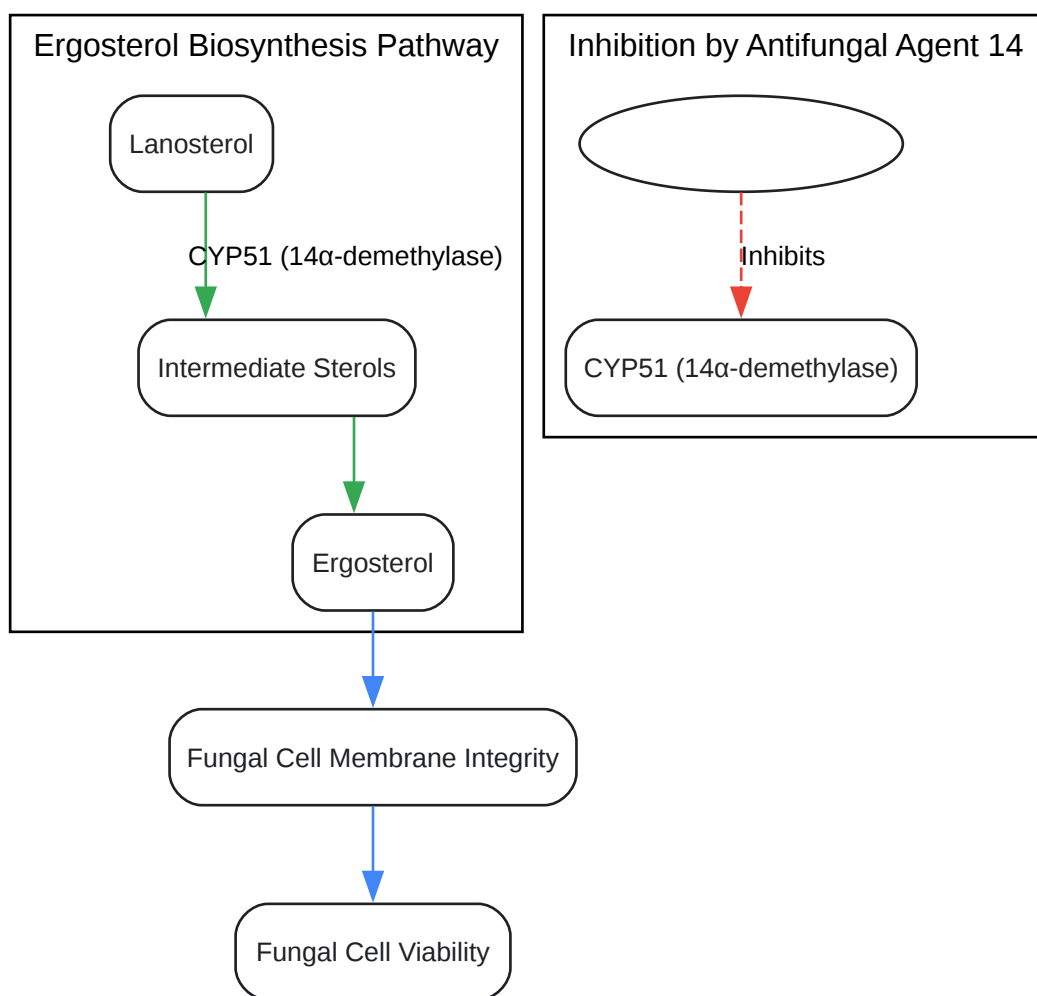 Ergosterol Biosynthesis Pathway
Lanosterol
CYP51 (14α-demethylase)
Intermediate Sterols
Ergosterol
Fungal Cell Membrane Integrity
Fungal Cell Viability
Inhibition by Antifungal Agent 14
Inhibits
CYP51 (14α-demethylase)